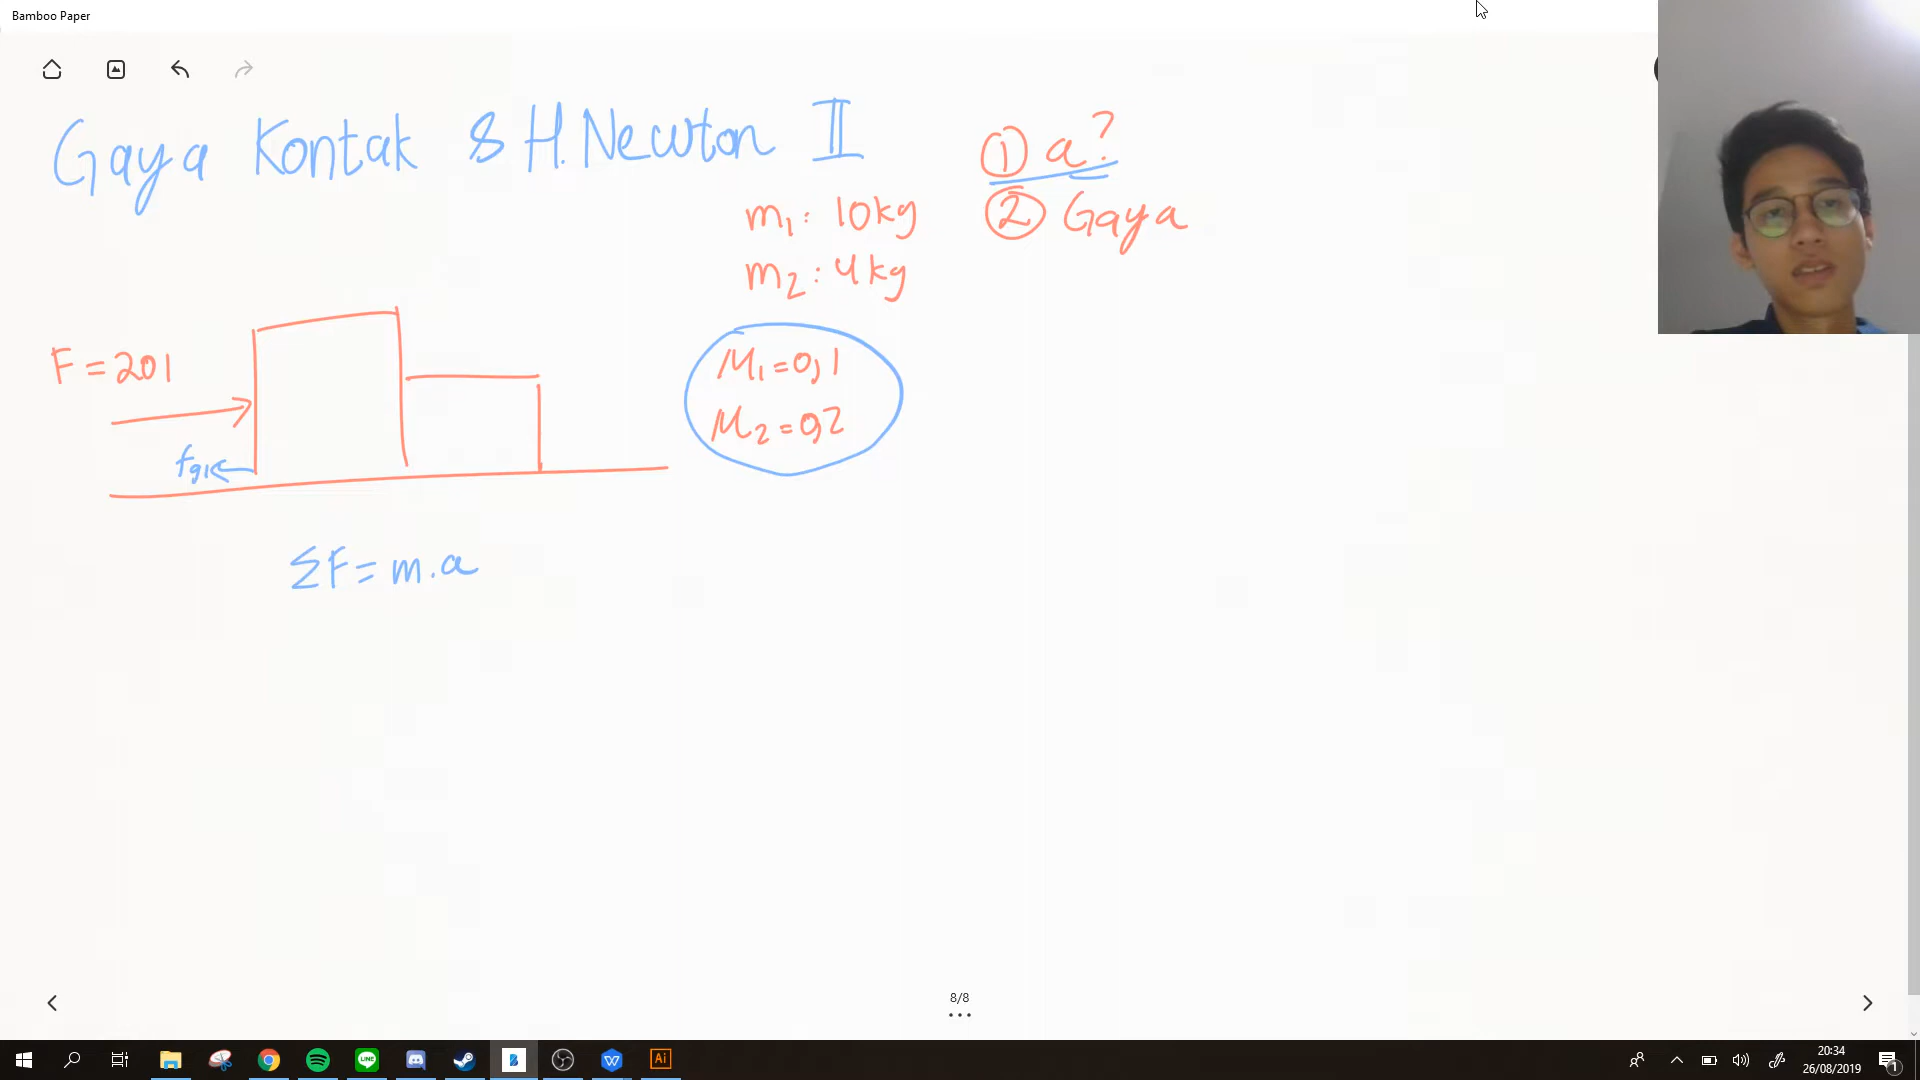 Bamboo Paper
Gaya Kontak & H. Newton II
① a?
② Gaya
m₁ : 10kg
m₂ : 4kg
F = 201
fg₁
μ₁ = 0,1
μ₂ = 0,2
ΣF = m.a
8/8
20:34
26/08/2019
1